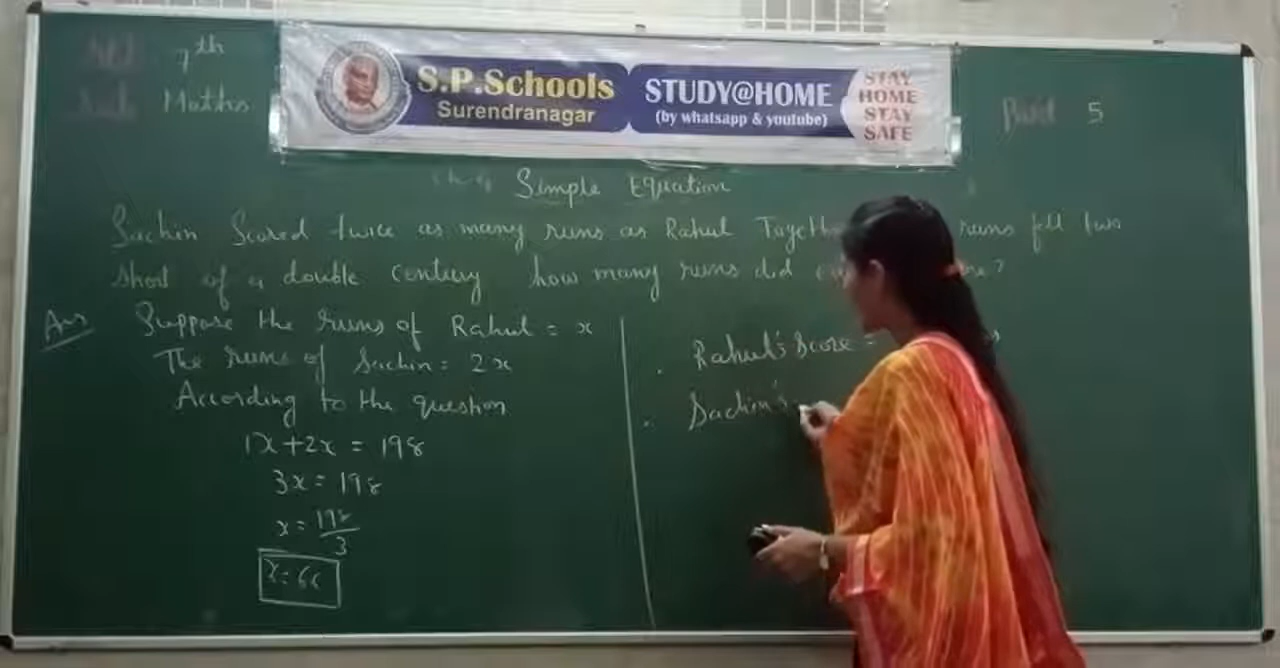 7th
Maths
S.P.Schools
Surendranagar
STUDY@HOME
(by whatsapp & youtube)
STAY
HOME
STAY
SAFE
5
Simple Equation
Sachin Scored twice as many runs as Rahul Togeth runs fell two
short of a double century how many runs did
Ans Suppose the runs of Rahul = x
The runs of Sachin = 2x
According to the question
1x+2x = 198
3x = 198
x = 198/3
x = 66
Rahul's Score =
Sachin's